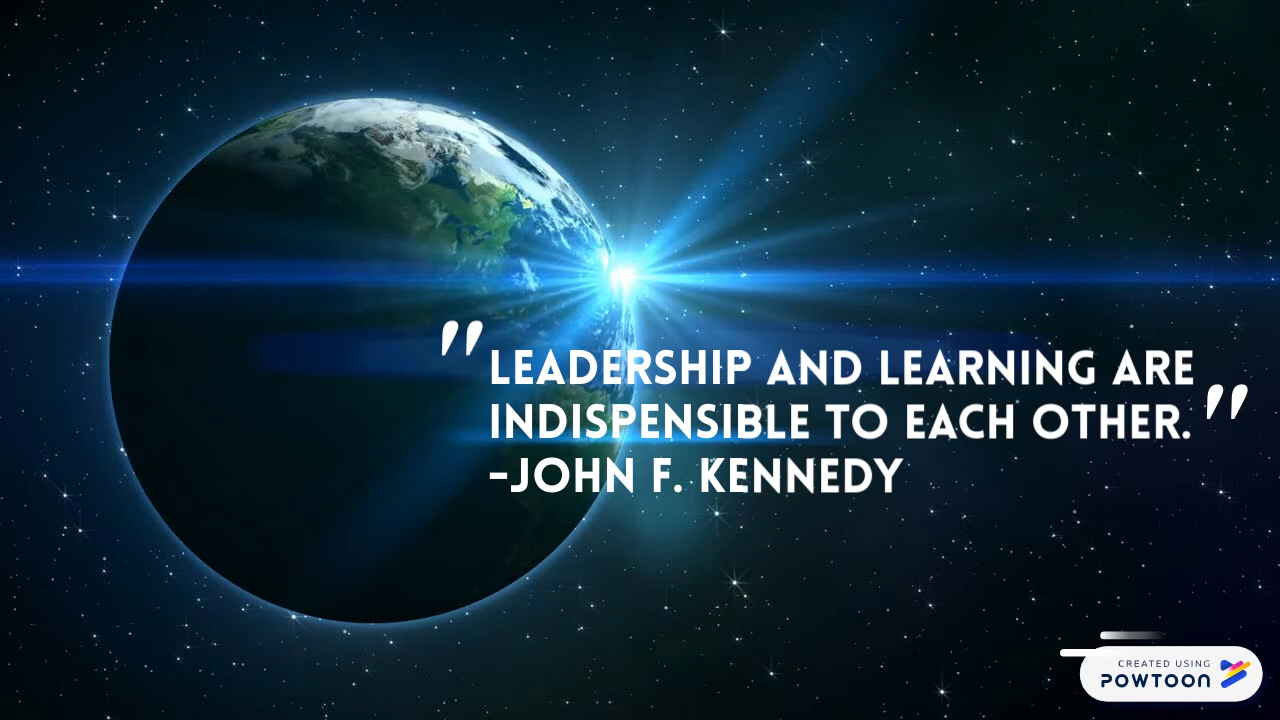 "LEADERSHIP AND LEARNING ARE
INDISPENSIBLE TO EACH OTHER."
-JOHN F. KENNEDY
CREATED USING
POWTOON